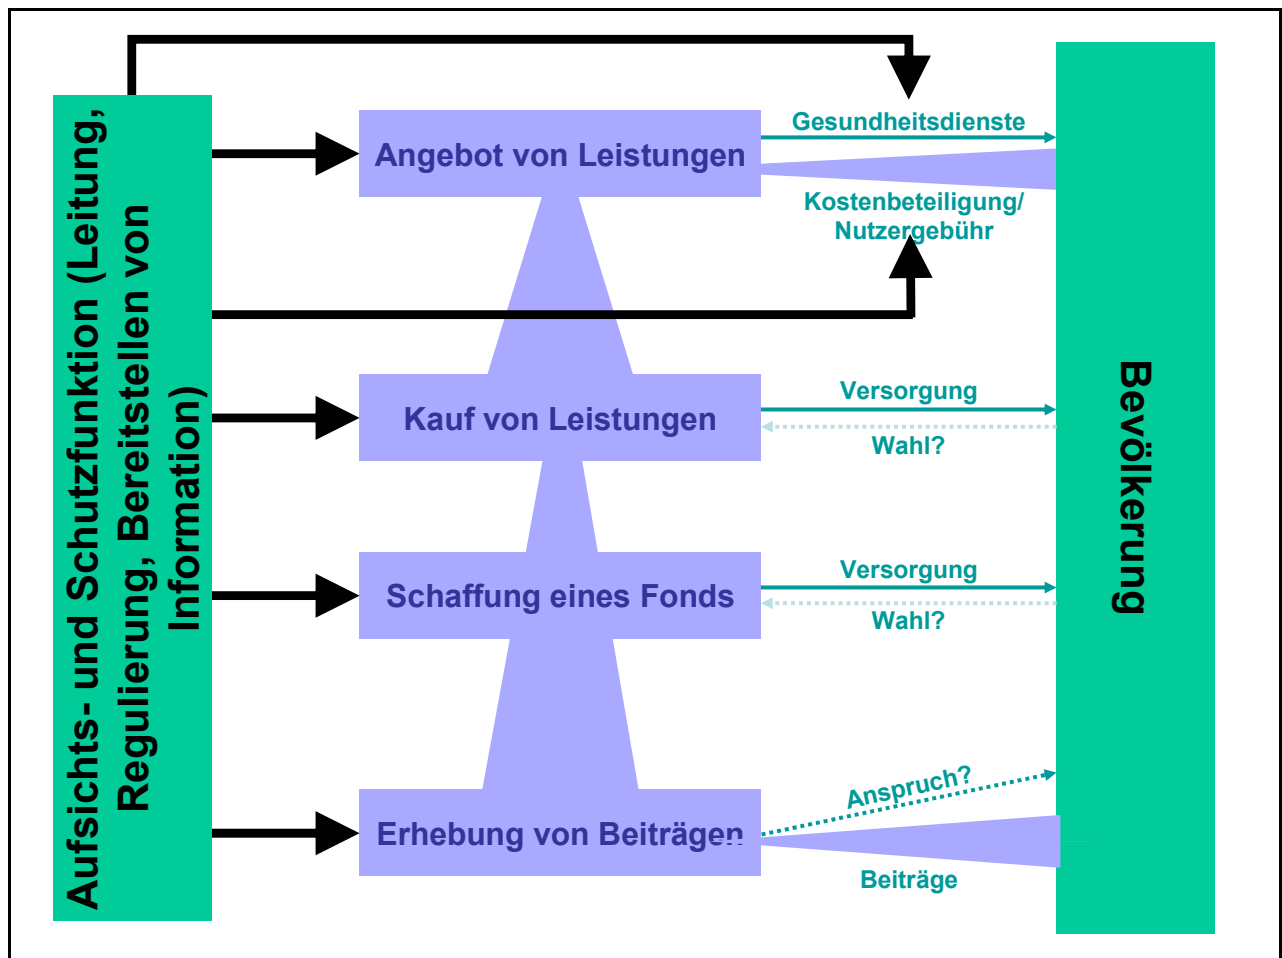 Aufsichts- und Schutzfunktion (Leitung,
Regulierung, Bereitstellen von
Information)
Angebot von Leistungen
Gesundheitsdienste
Kostenbeteiligung/
Nutzergebühr
Kauf von Leistungen
Versorgung
Wahl?
Schaffung eines Fonds
Versorgung
Wahl?
Erhebung von Beiträgen
Anspruch?
Beiträge
Bevölkerung